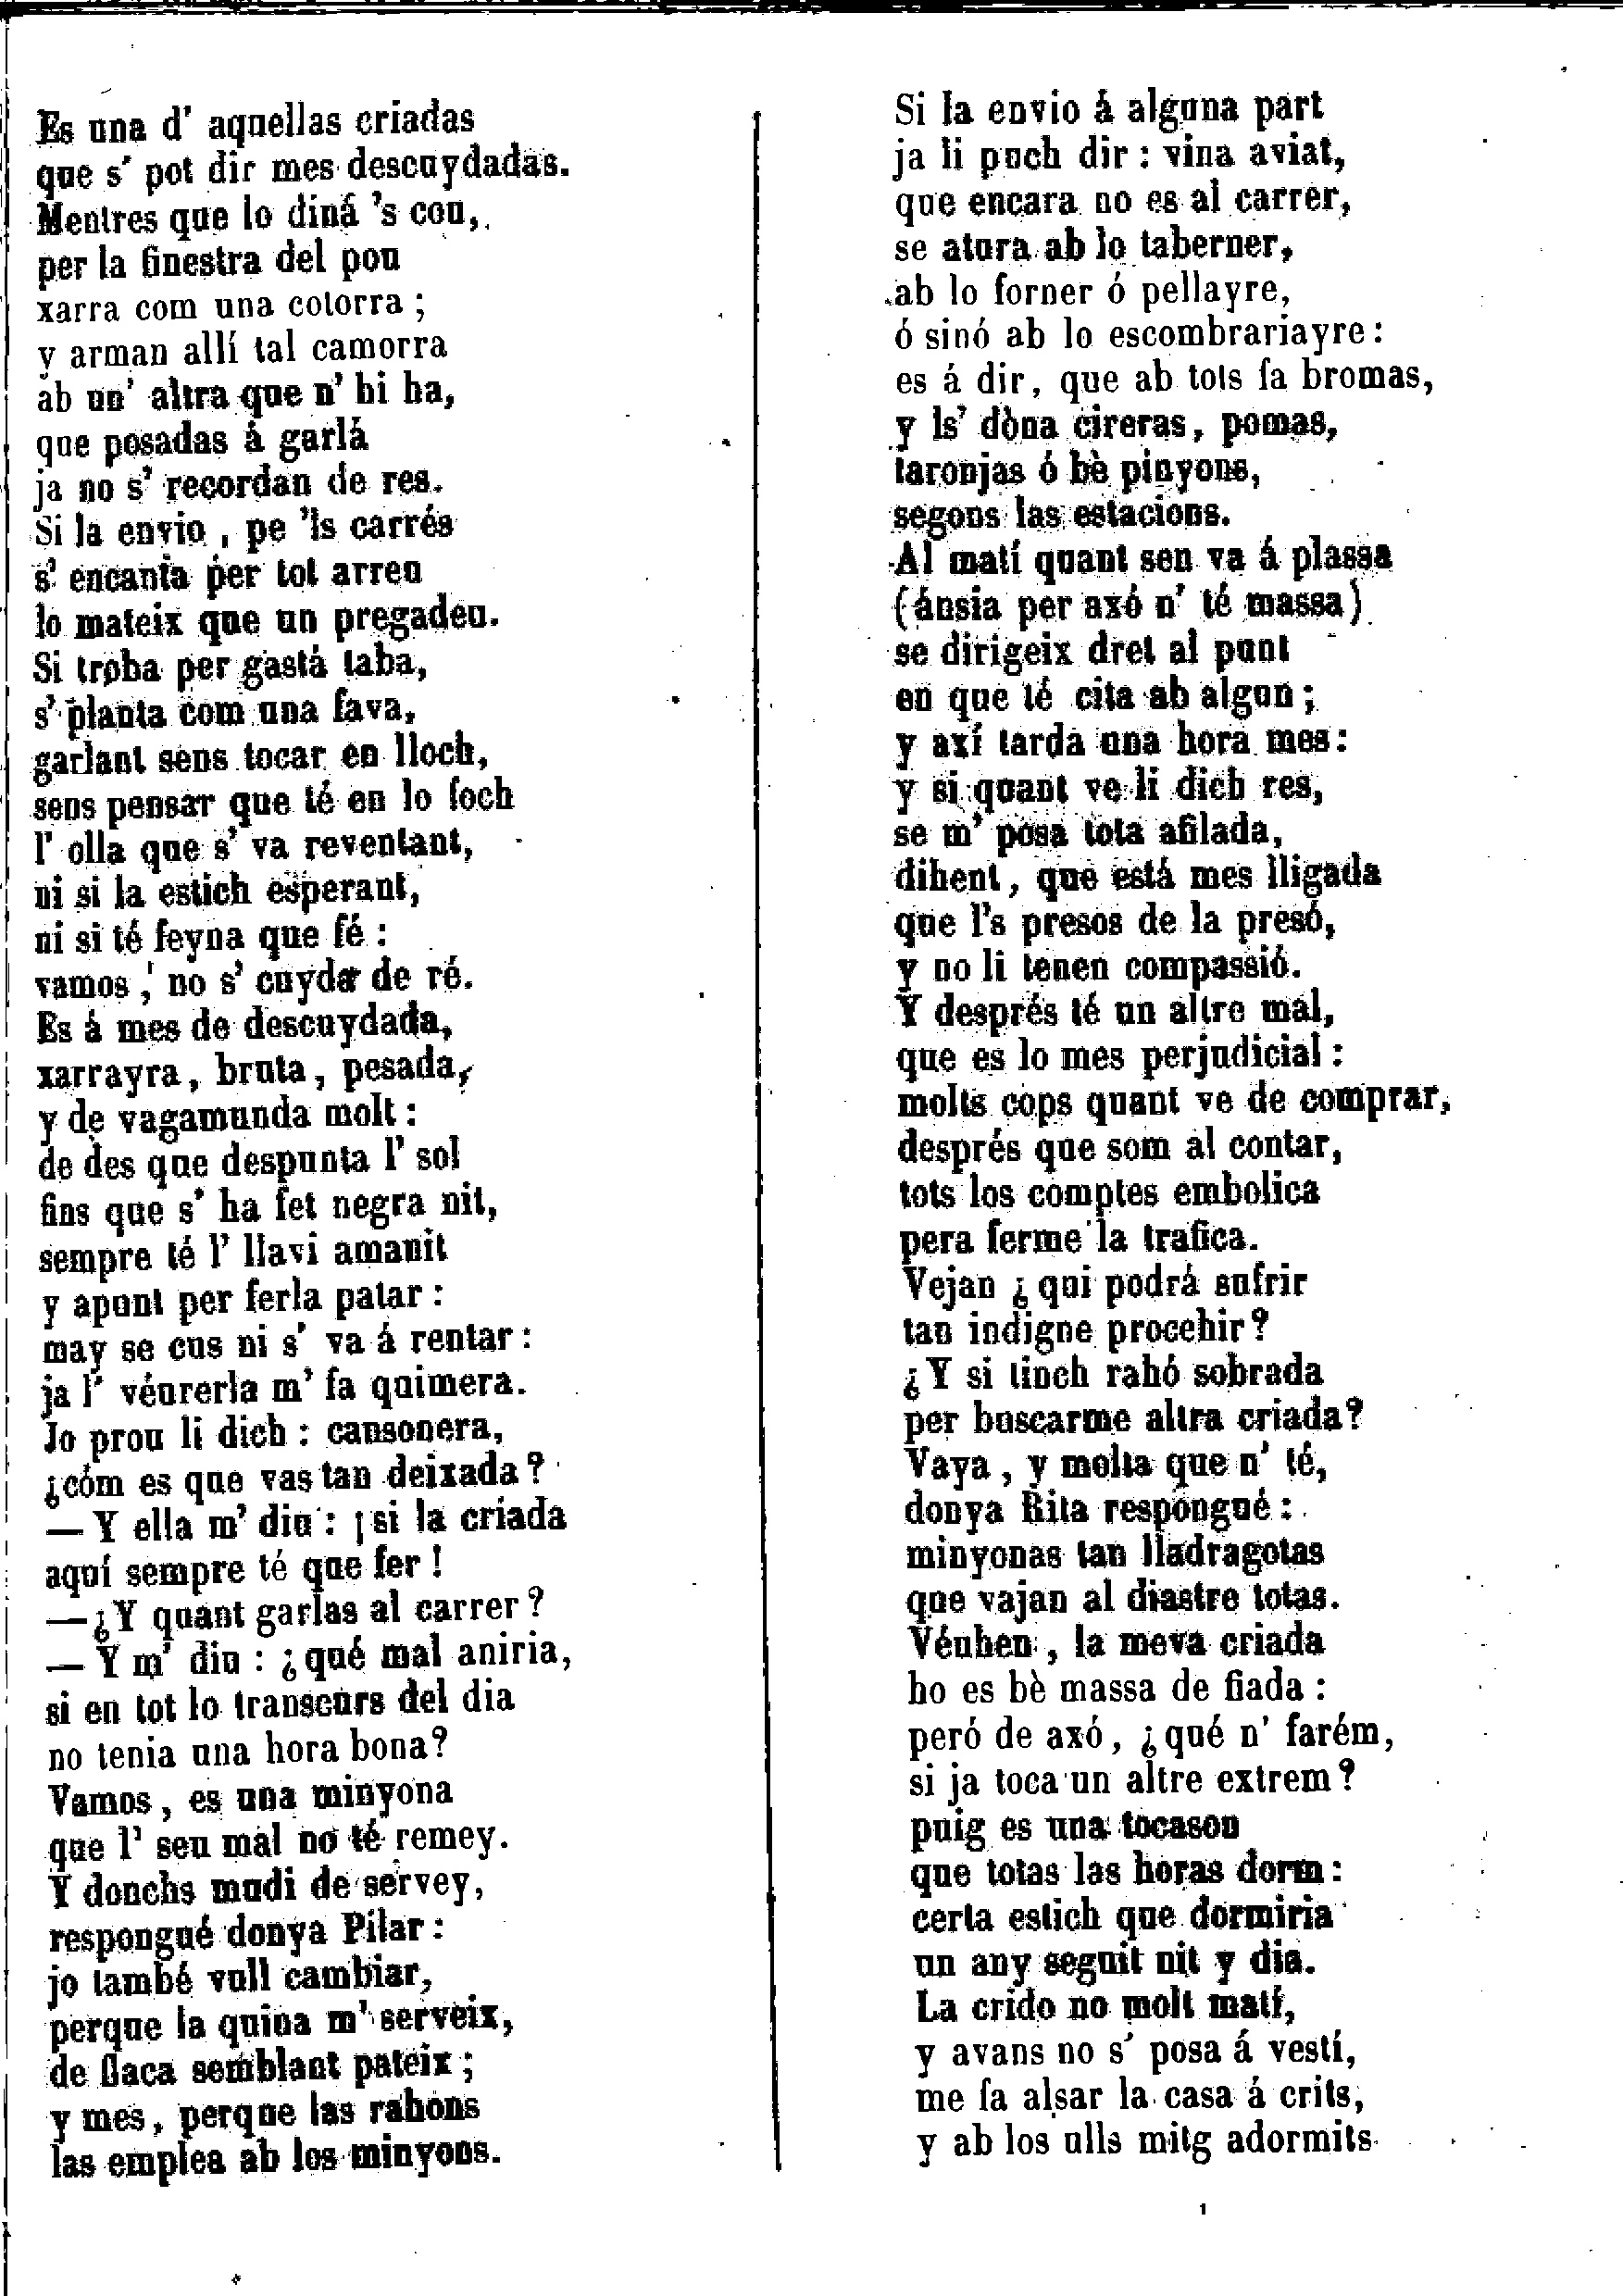 Es una d' aquellas criadas
que s' pot dir mes descuydadas.
Mentres que lo diná 's cou,
per la finestra del pou
xarra com una cotorra;
y arman allí tal camorra
ab un' altra que n' hi ha,
que posadas á garlá
ja no s' recordan de res.
Si la envio, pe 'ls carrés
s' encanta per tot arreu
lo mateix que un pregadeu.
Si troba per gastá taba,
s' planta com una fava,
garlant sens tocar en lloch,
sens pensar que té en lo foch
l' olla que s' va reventant,
ni si la estich esperant,
ni si té feyna que fé:
vamos, no s' cuyda de ré.
Es á mes de descuydada,
xarrayra, bruta, pesada,
y de vagamunda molt:
de des que despunta l' sol
fins que s' ha fet negra nit,
sempre té l' llavi amanit
y apunt per ferla patar:
may se cus ni s' va á rentar:
ja l' véurerla m' fa quimera.
Jo prou li dich: cansonera,
¿cóm es que vas tan deixada?
— Y ella m' diu: ¡si la criada
aquí sempre té que fer!
—¿Y quant garlas al carrer?
— Y m' diu: ¿qué mal aniria,
si en tot lo transcurs del dia
no tenia una hora bona?
Vamos, es una minyona
que l' seu mal no té remey.
Y donchs mudi de servey,
respongué donya Pilar:
jo també vull cambiar,
perque la quina m' serveix,
de flaca semblant pateix;
y mes, perque las rahons
las emplea ab los minyons.
Si la envio á alguna part
ja li puch dir: vina aviat,
que encara no es al carrer,
se atura ab lo taberner,
ab lo forner ó pellayre,
ó sinó ab lo escombrariayre:
es á dir, que ab tots fa bromas,
y ls' dòna cireras, pomas,
taronjas ó bè pinyons,
segons las estacions.
Al matí quant sen va á plassa
(ánsia per axó n' té massa)
se dirigeix dret al punt
en que té cita ab algun;
y axí tarda una hora mes:
y si quant ve li dich res,
se m' posa tota afilada,
dihent, que está mes lligada
que l's presos de la presó,
y no li tenen compassió.
Y després té un altre mal,
que es lo mes perjudicial:
molts cops quant ve de comprar,
després que som al contar,
tots los comptes embolica
pera ferme la trafica.
Vejan ¿qui podrá sufrir
tan indigne procehir?
¿Y si tinch rahó sobrada
per buscarme altra criada?
Vaya, y molta que n' té,
donya Rita respongué:
minyonas tan lladragotas
que vajan al diastre totas.
Véuhen, la meva criada
ho es bè massa de fiada:
peró de axó, ¿qué n' farém,
si ja toca un altre extrem?
puig es una tocason
que totas las horas dorm:
certa estich que dormiria
un any seguit nit y dia.
La crido no molt matí,
y avans no s' posa á vestí,
me fa alsar la casa á crits,
y ab los ulls mitg adormits
1